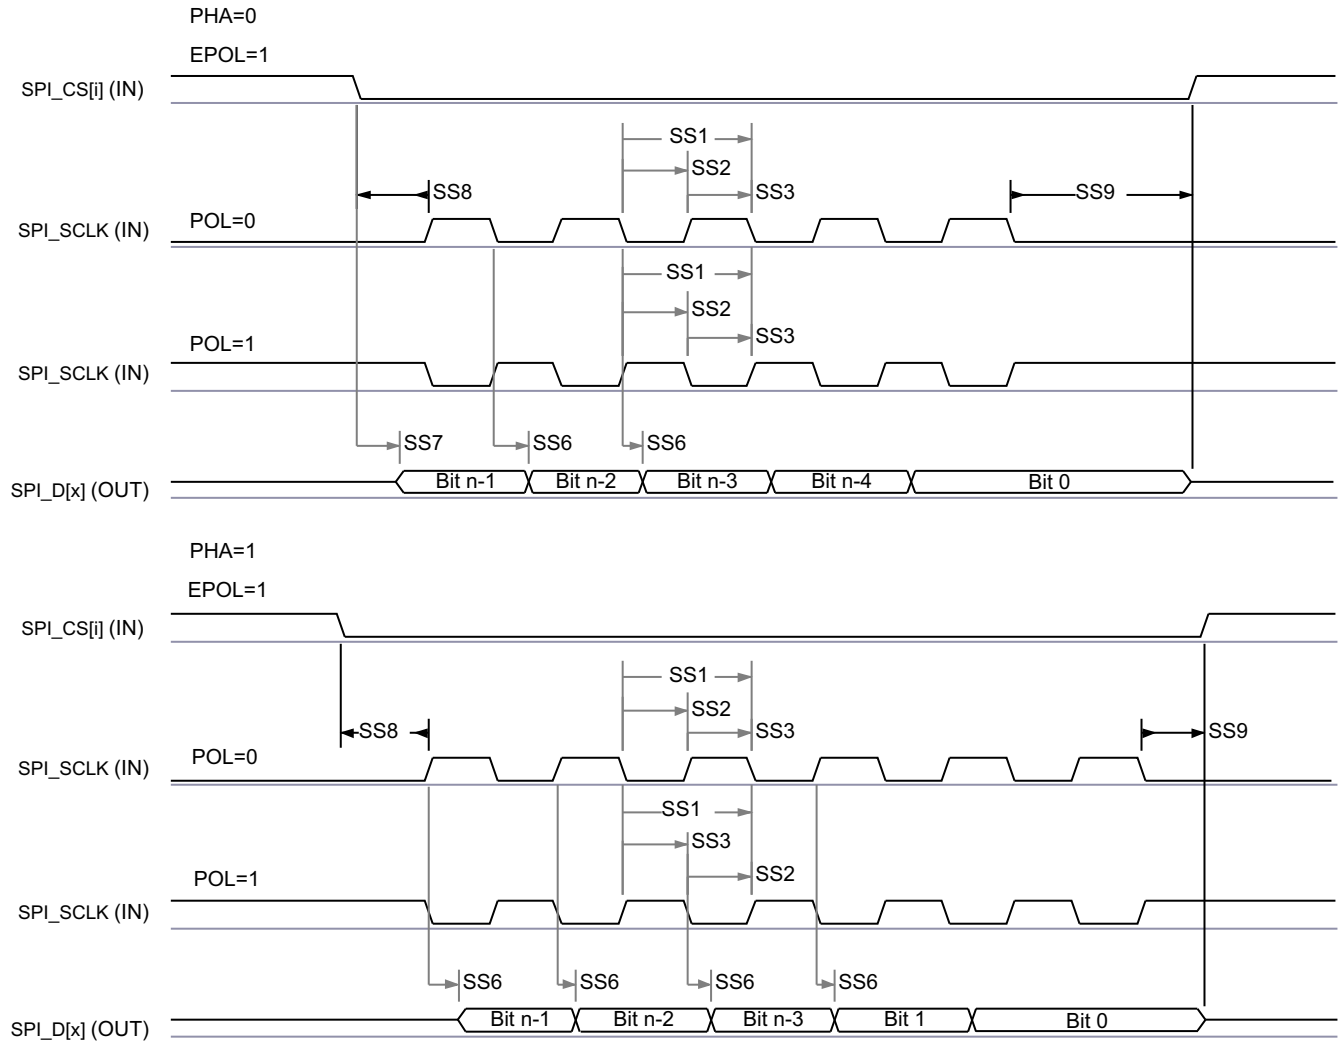 PHA=0
EPOL=1
SPI_CS[i] (IN)
SS1
SS2
SS8
SS3
SS9
POL=0
SPI_SCLK (IN)
SS1
SS2
SS3
POL=1
SPI_SCLK (IN)
SS7
SS6
SS6
SPI_D[x] (OUT)
Bit n-1
Bit n-2
Bit n-3
Bit n-4
Bit 0
PHA=1
EPOL=1
SPI_CS[i] (IN)
SS1
SS2
SS8
SS3
SS9
POL=0
SPI_SCLK (IN)
SS1
SS3
SS2
POL=1
SPI_SCLK (IN)
SS6
SS6
SS6
SS6
SPI_D[x] (OUT)
Bit n-1
Bit n-2
Bit n-3
Bit 1
Bit 0